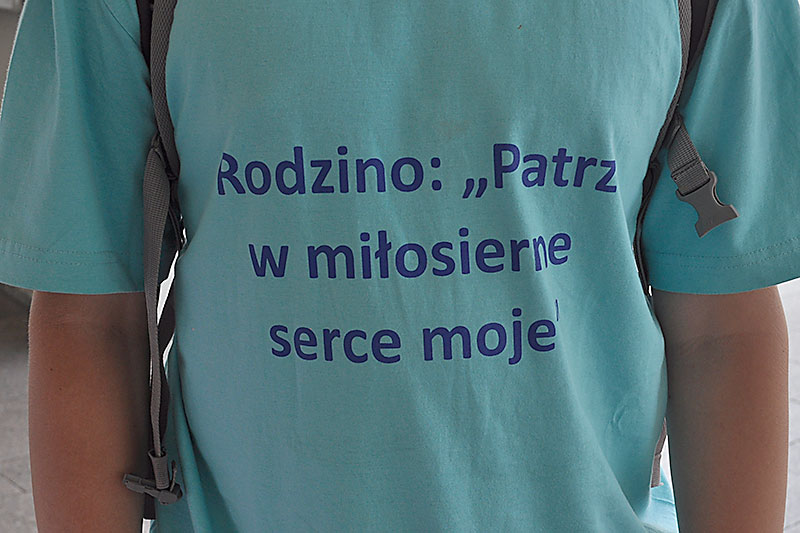 Rodzino: „Patrz
w miłosierne
serce moje”